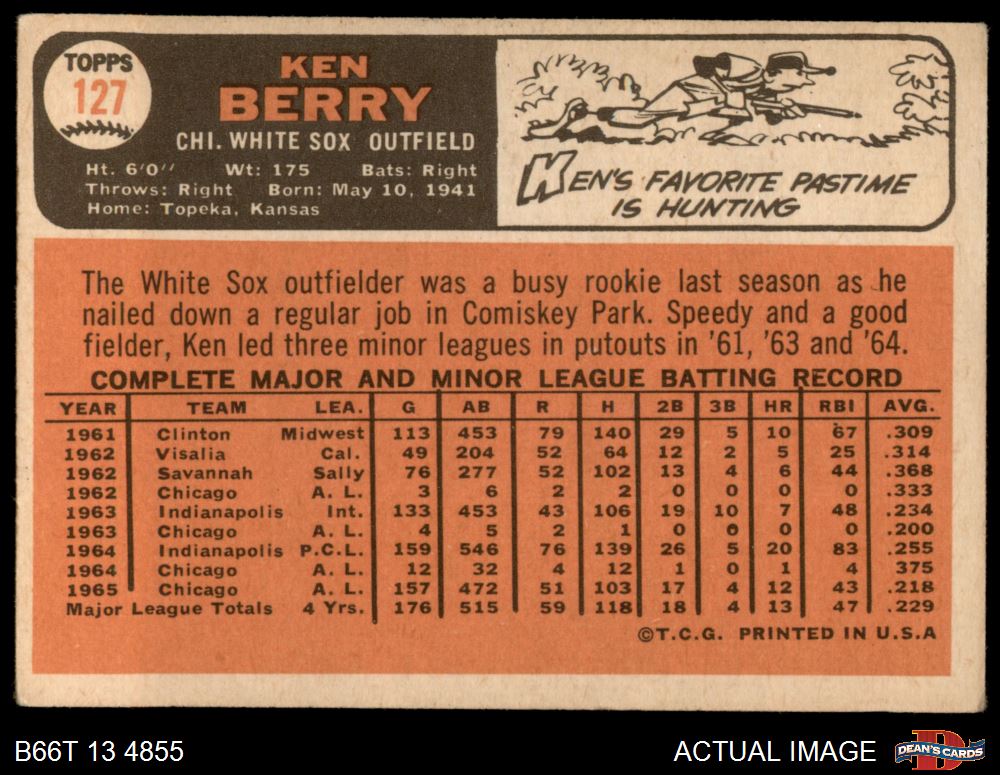 TOPPS
127
KEN
BERRY
CHI. WHITE SOX OUTFIELD
Ht. 6'0" Wt: 175 Bats: Right
Throws: Right Born: May 10, 1941
Home: Topeka, Kansas
KEN'S FAVORITE PASTIME
IS HUNTING
The White Sox outfielder was a busy rookie last season as he
nailed down a regular job in Comiskey Park. Speedy and a good
fielder, Ken led three minor leagues in putouts in '61, '63 and '64.
COMPLETE MAJOR AND MINOR LEAGUE BATTING RECORD
YEAR TEAM LEA. G AB R H 2B 3B HR RBI AVG.
1961 Clinton Midwest 113 453 79 140 29 5 10 67 .309
1962 Visalia Cal. 49 204 52 64 12 2 5 25 .314
1962 Savannah Sally 76 277 52 102 13 4 6 44 .368
1962 Chicago A. L. 3 6 2 2 0 0 0 0 .333
1963 Indianapolis Int. 133 453 43 106 19 10 7 48 .234
1963 Chicago A. L. 4 5 2 1 0 0 0 0 .200
1964 Indianapolis P.C.L. 159 546 76 139 26 5 20 83 .255
1964 Chicago A. L. 12 32 4 12 1 0 1 4 375
1965 Chicago A. L. 157 472 51 103 17 4 12 43 .218
Major League Totals 4 Yrs. 176 515 59 118 18 4 13 47 .229
©T.C.G. PRINTED IN U.S.A
B66T 13 4855
ACTUAL IMAGE
DEAN'S CARDS